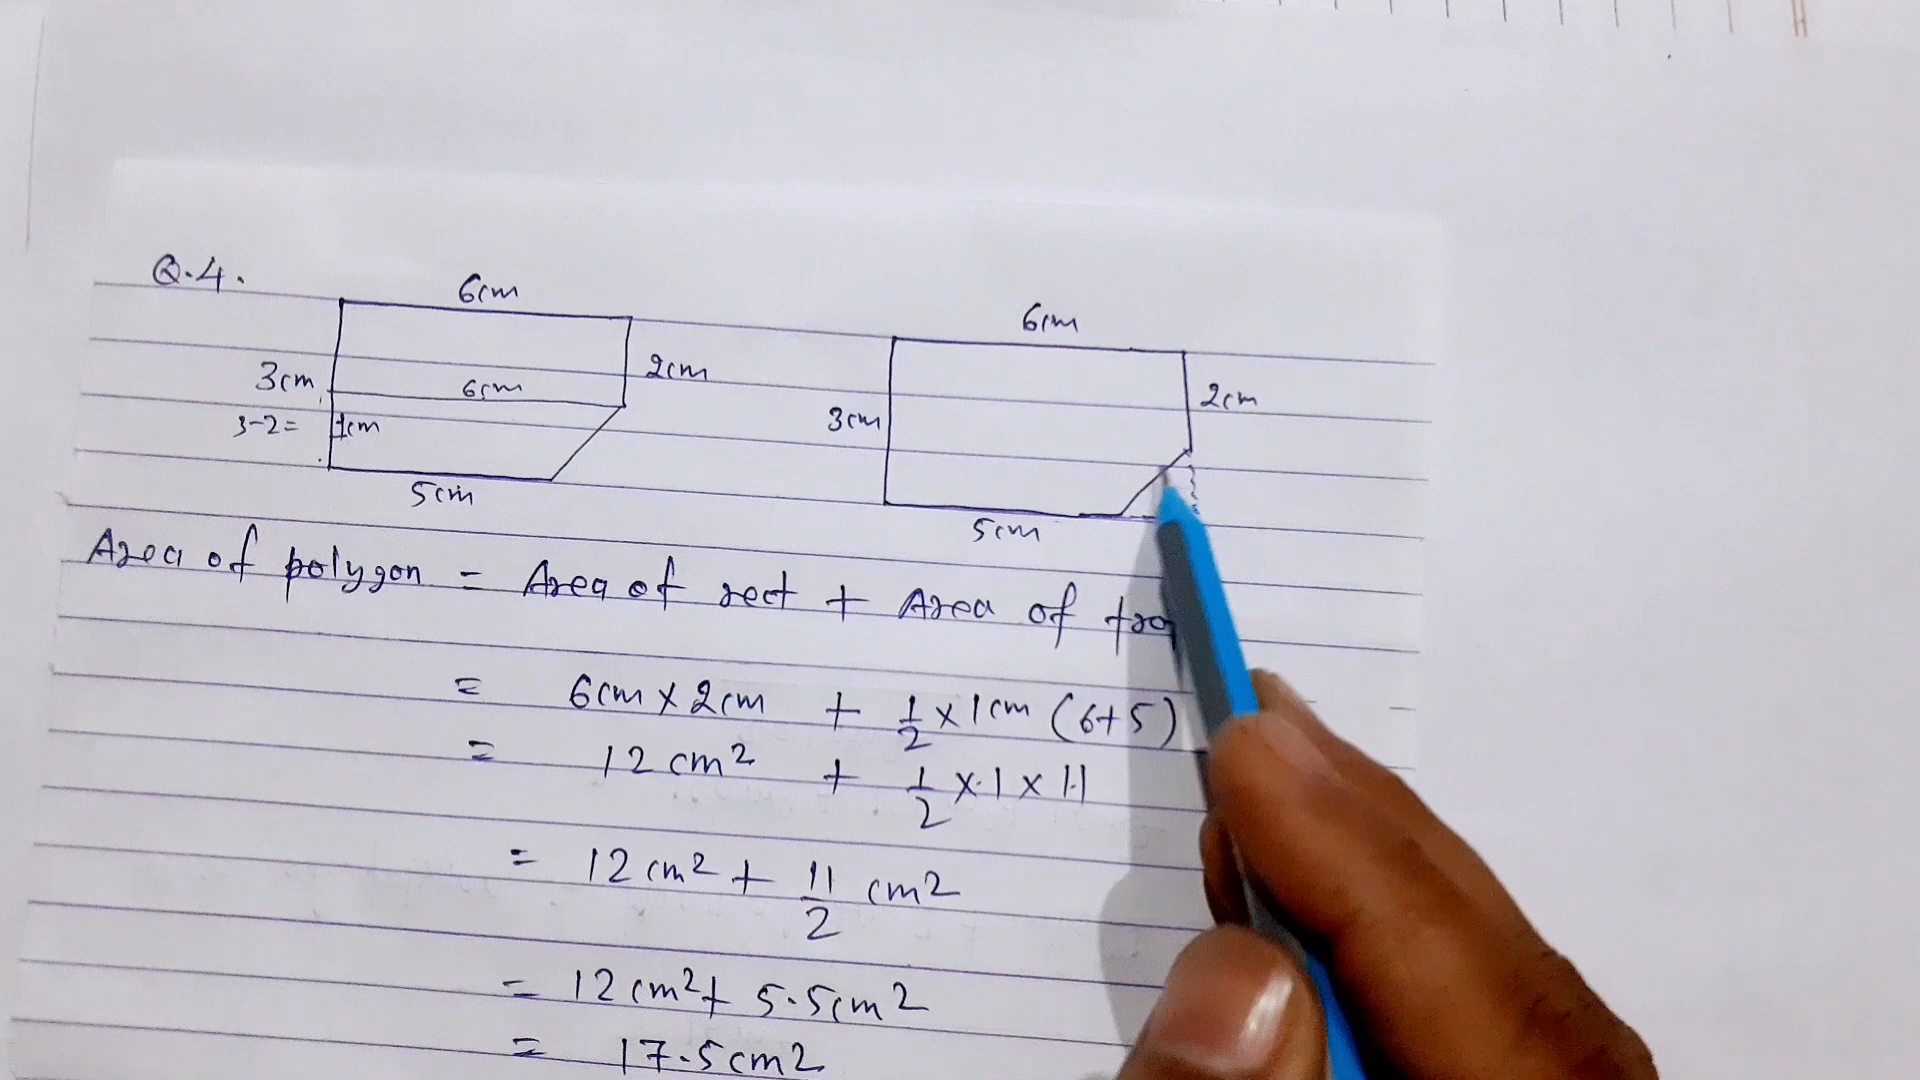 Q.4.
6cm 6cm
3cm 6cm 2cm 3cm 2cm
3-2= 1cm
5cm 5cm
Area of polygon = Area of rect + Area of
= 6cm x 2cm + 1/2 x 1cm (6+5)
= 12 cm2 + 1/2 x 1 x 11
= 12 cm2 + 11/2 cm2
= 12 cm2 + 5.5cm2
= 17.5cm2